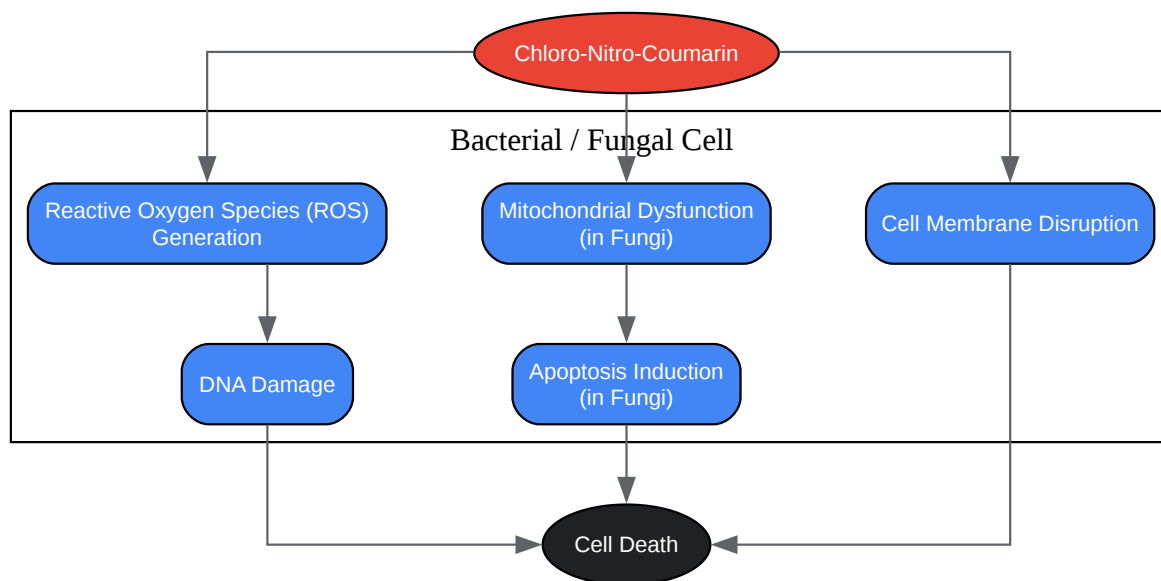 Chloro-Nitro-Coumarin
Bacterial / Fungal Cell
Reactive Oxygen Species (ROS)
Generation
Mitochondrial Dysfunction
(in Fungi)
Cell Membrane Disruption
DNA Damage
Apoptosis Induction
(in Fungi)
Cell Death